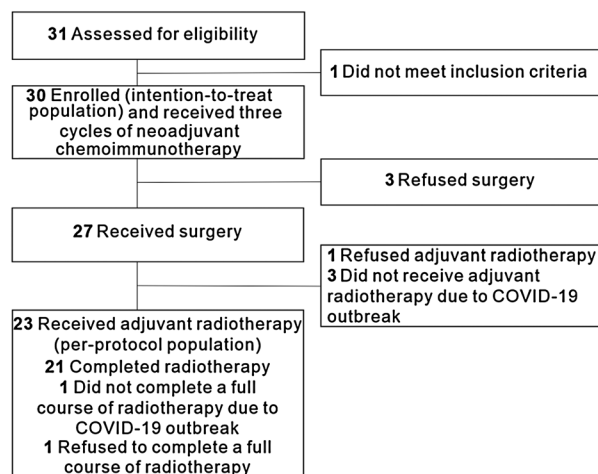 31 Assessed for eligibility
1 Did not meet inclusion criteria
30 Enrolled (intention-to-treat
population) and received three
cycles of neoadjuvant
chemoimmunotherapy
3 Refused surgery
27 Received surgery
1 Refused adjuvant radiotherapy
3 Did not receive adjuvant
radiotherapy due to COVID-19
outbreak
23 Received adjuvant radiotherapy
(per-protocol population)
21 Completed radiotherapy
1 Did not complete a full
course of radiotherapy due to
COVID-19 outbreak
1 Refused to complete a full
course of radiotherapy